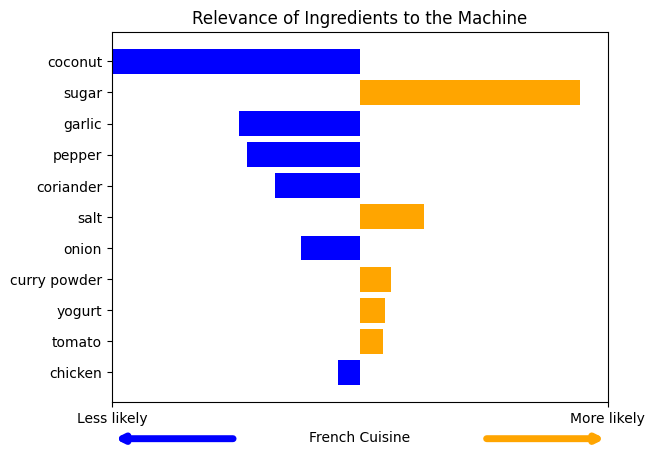 Relevance of Ingredients to the Machine
coconut
sugar
garlic
pepper
coriander
salt
onion
curry powder
yogurt
tomato
chicken
Less likely
More likely
French Cuisine